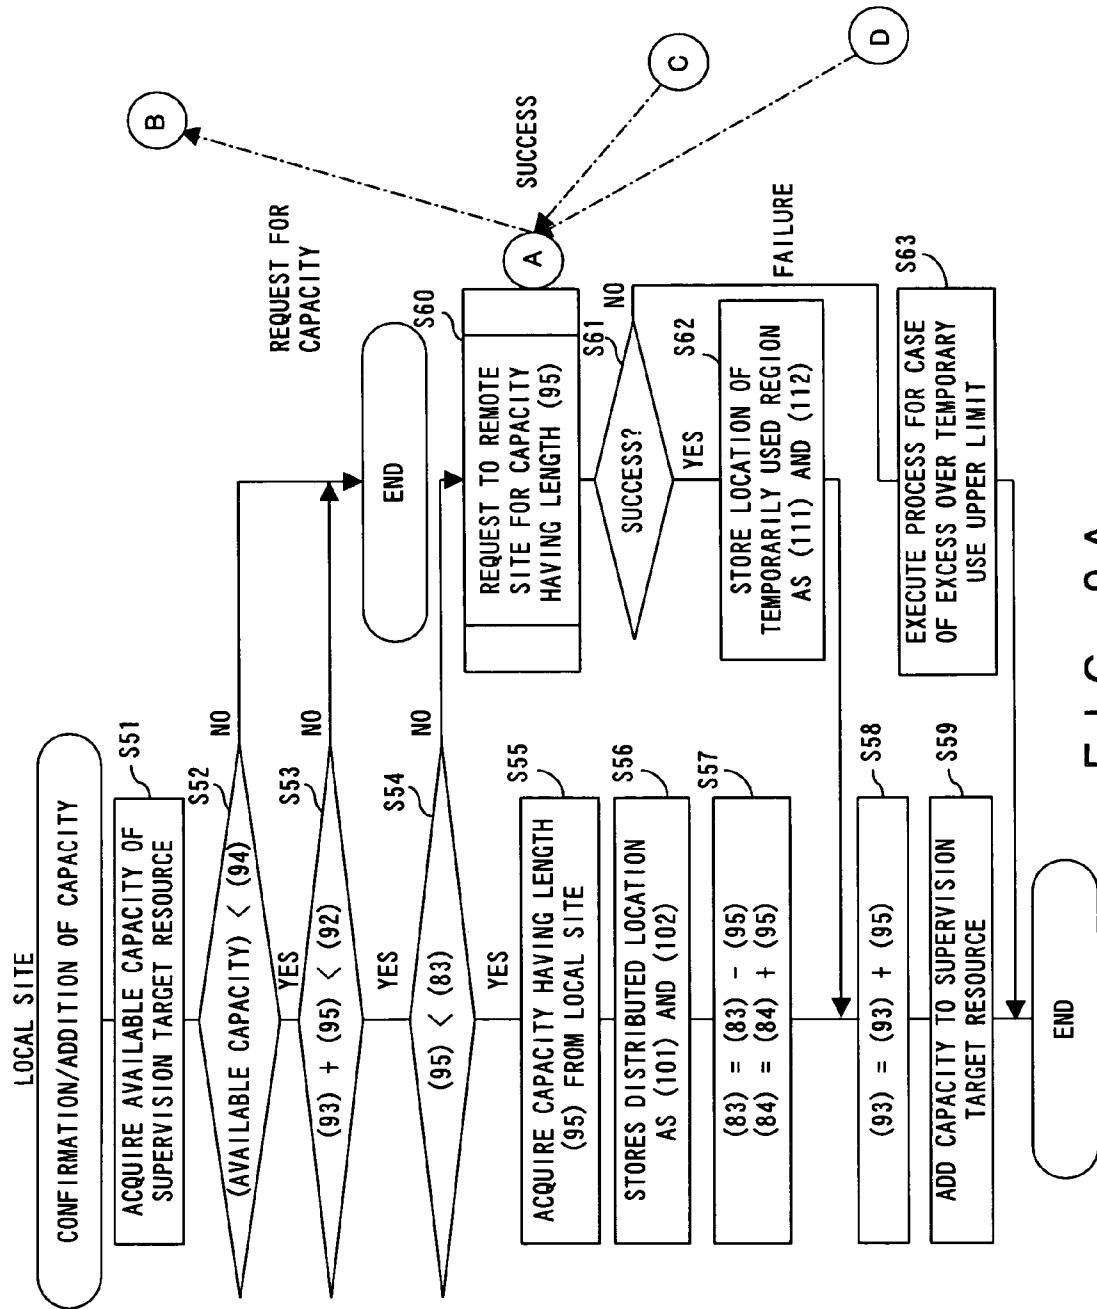 LOCAL SITE
CONFIRMATION/ADDITION OF CAPACITY
S51
ACQUIRE AVAILABLE CAPACITY OF
SUPERVISION TARGET RESOURCE
S52
(AVAILABLE CAPACITY) < (94)
NO
YES
S53
(93) + (95) < (92)
NO
YES
S54
(95) < (83)
NO
YES
S55
ACQUIRE CAPACITY HAVING LENGTH
(95) FROM LOCAL SITE
S56
STORES DISTRIBUTED LOCATION
AS (101) AND (102)
S57
(83) = (83) - (95)
(84) = (84) + (95)
S58
(93) = (93) + (95)
S59
ADD CAPACITY TO SUPERVISION
TARGET RESOURCE
END
END
REQUEST FOR
CAPACITY
S60
REQUEST TO REMOTE
SITE FOR CAPACITY
HAVING LENGTH (95)
A
B
SUCCESS
C
D
S61
SUCCESS?
NO
YES
FAILURE
S62
STORE LOCATION OF
TEMPORARILY USED REGION
AS (111) AND (112)
S63
EXECUTE PROCESS FOR CASE
OF EXCESS OVER TEMPORARY
USE UPPER LIMIT